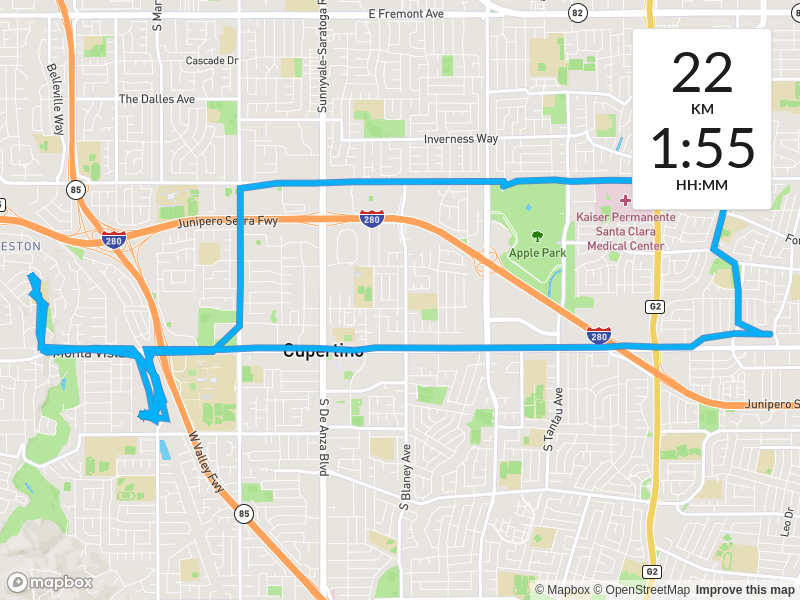 E Fremont Ave
82
S Mar
Sunnyvale-Saratoga R
Cascade Dr
Belleville Way
The Dalles Ave
22
KM
1:55
HH:MM
Inverness Way
85
280
Junipero Serra Fwy
280
Kaiser Permanente
Santa Clara
Medical Center
Apple Park
For
ESTON
G2
280
Monta Vista
Cupertino
Junipero S
S De Anza Blvd
S Tantau Ave
S Blaney Ave
W Valley Fwy
85
Leo Dr
G2
mapbox
© Mapbox © OpenStreetMap Improve this map